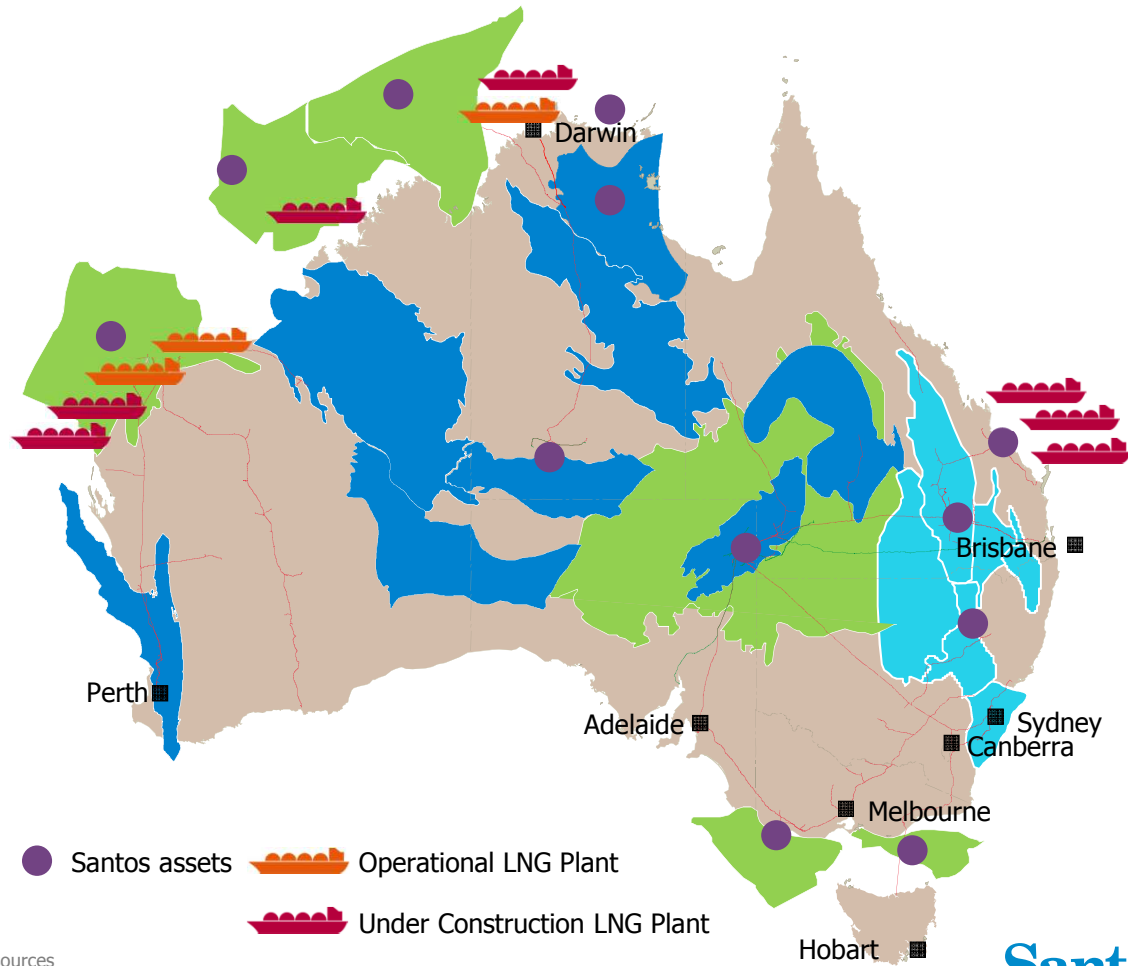 Darwin
Brisbane
Perth
Adelaide
Sydney
Canberra
Melbourne
Santos assets
Operational LNG Plant
Under Construction LNG Plant
Hobart